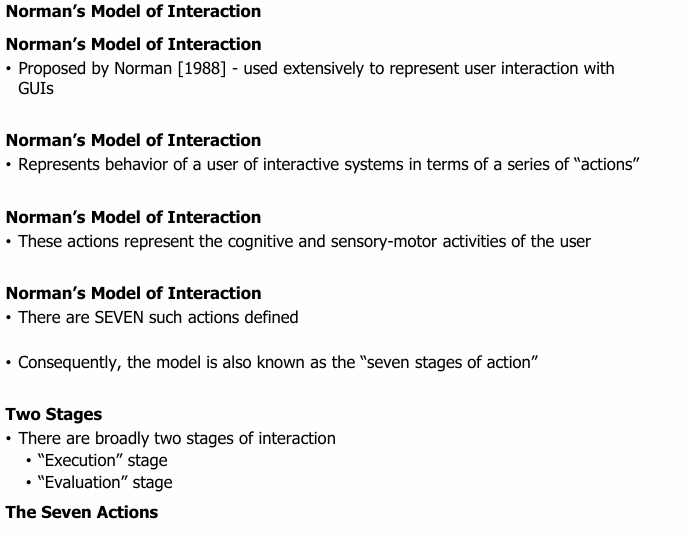 Norman’s Model of Interaction
Norman’s Model of Interaction
• Proposed by Norman [1988] - used extensively to represent user interaction with
GUIs
Norman’s Model of Interaction
• Represents behavior of a user of interactive systems in terms of a series of “actions”
Norman’s Model of Interaction
• These actions represent the cognitive and sensory-motor activities of the user
Norman’s Model of Interaction
• There are SEVEN such actions defined
• Consequently, the model is also known as the “seven stages of action”
Two Stages
• There are broadly two stages of interaction
• “Execution” stage
• “Evaluation” stage
The Seven Actions